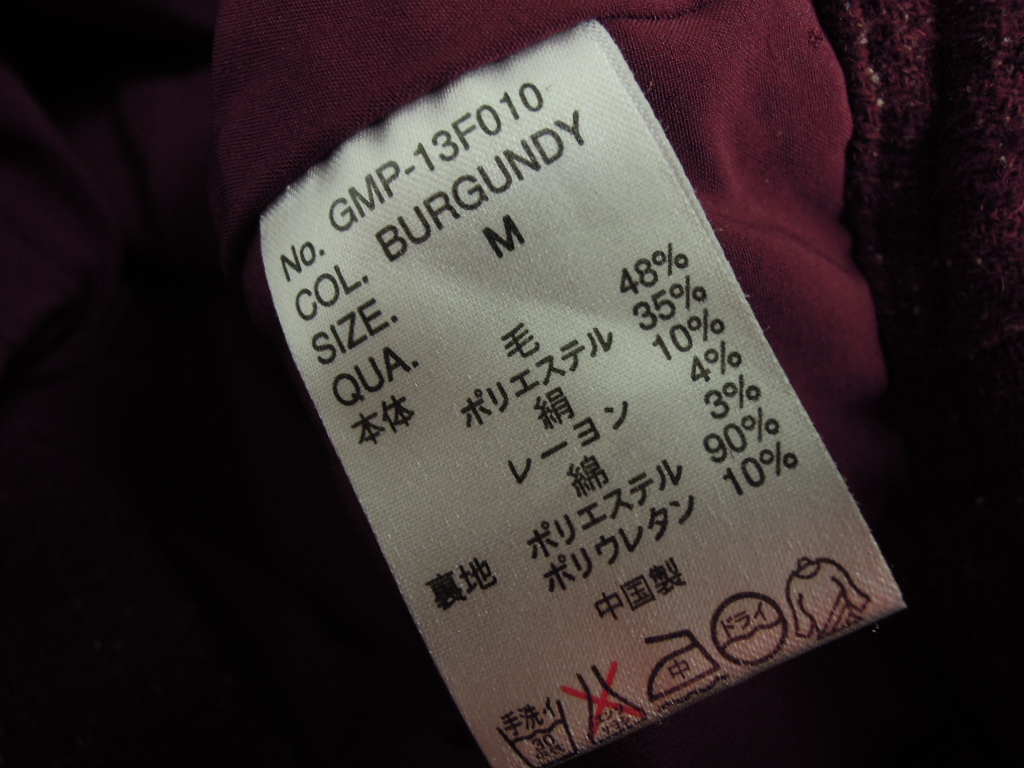 No. GMP-13F010
COL. BURGUNDY
SIZE. M
QUA.
本体 毛 48%
ポリエステル 35%
絹 10%
レーヨン 4%
綿 3%
裏地 ポリエステル 90%
ポリウレタン 10%
中国製
手洗イ 30 中 ドライ